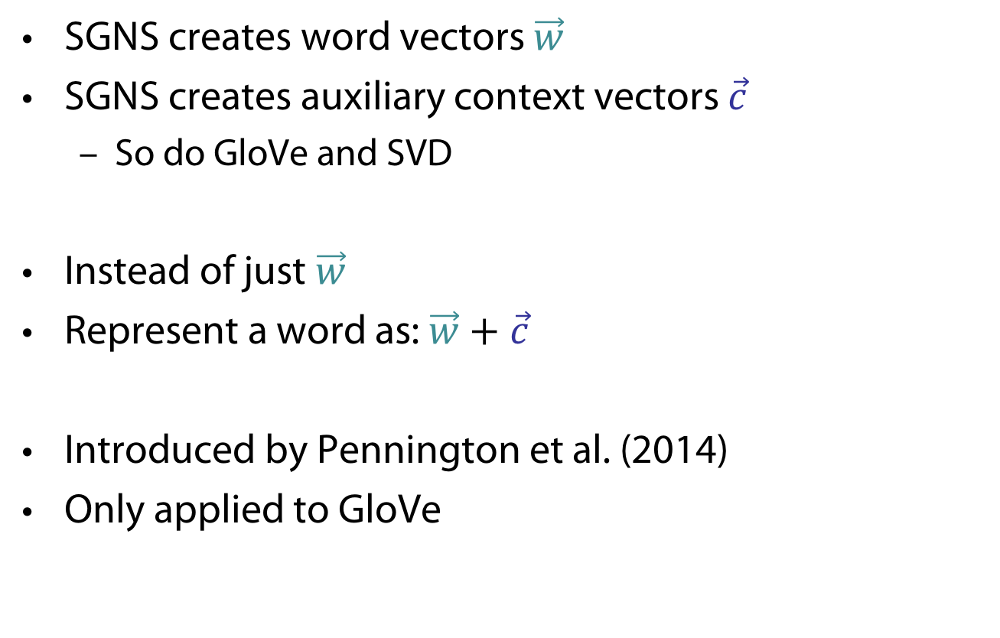 • SGNS creates word vectors $\vec{w}$
• SGNS creates auxiliary context vectors $\vec{c}$
– So do GloVe and SVD
• Instead of just $\vec{w}$
• Represent a word as: $\vec{w} + \vec{c}$
• Introduced by Pennington et al. (2014)
• Only applied to GloVe